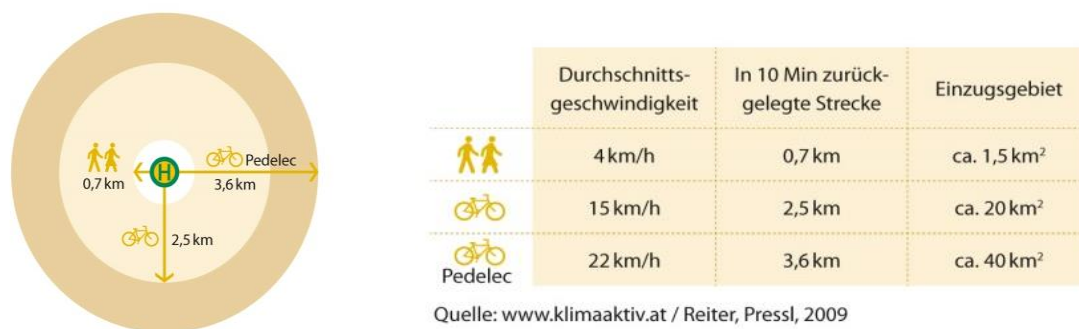 H
0,7 km
Pedelec
3,6 km
2,5 km
Durchschnitts-
geschwindigkeit
In 10 Min zurück-
gelegte Strecke
Einzugsgebiet
4 km/h
0,7 km
ca. 1,5 km²
15 km/h
2,5 km
ca. 20 km²
Pedelec
22 km/h
3,6 km
ca. 40 km²
Quelle: www.klimaaktiv.at / Reiter, Pressl, 2009